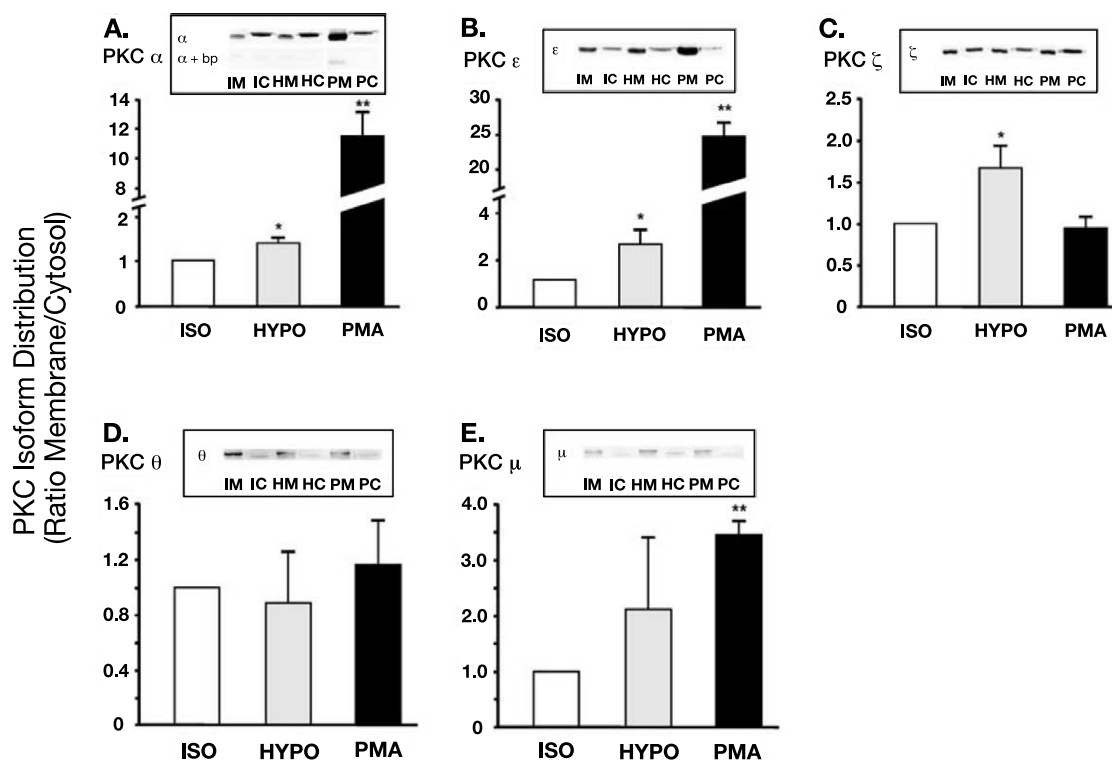 PKC Isoform Distribution
(Ratio Membrane/Cytosol)
A.
PKC α
α
α + bp
IM IC HM HC PM PC
14
12
10
8
2
1
0
*
**
ISO HYPO PMA
B.
PKC ε
ε
IM IC HM HC PM PC
30
25
20
4
2
0
*
**
ISO HYPO PMA
C.
PKC ζ
ζ
IM IC HM HC PM PC
2.5
2.0
1.5
1.0
0.5
0
*
ISO HYPO PMA
D.
PKC θ
θ
IM IC HM HC PM PC
1.6
1.2
0.8
0.4
0
ISO HYPO PMA
E.
PKC μ
μ
IM IC HM HC PM PC
4.0
3.0
2.0
1.0
0
**
ISO HYPO PMA